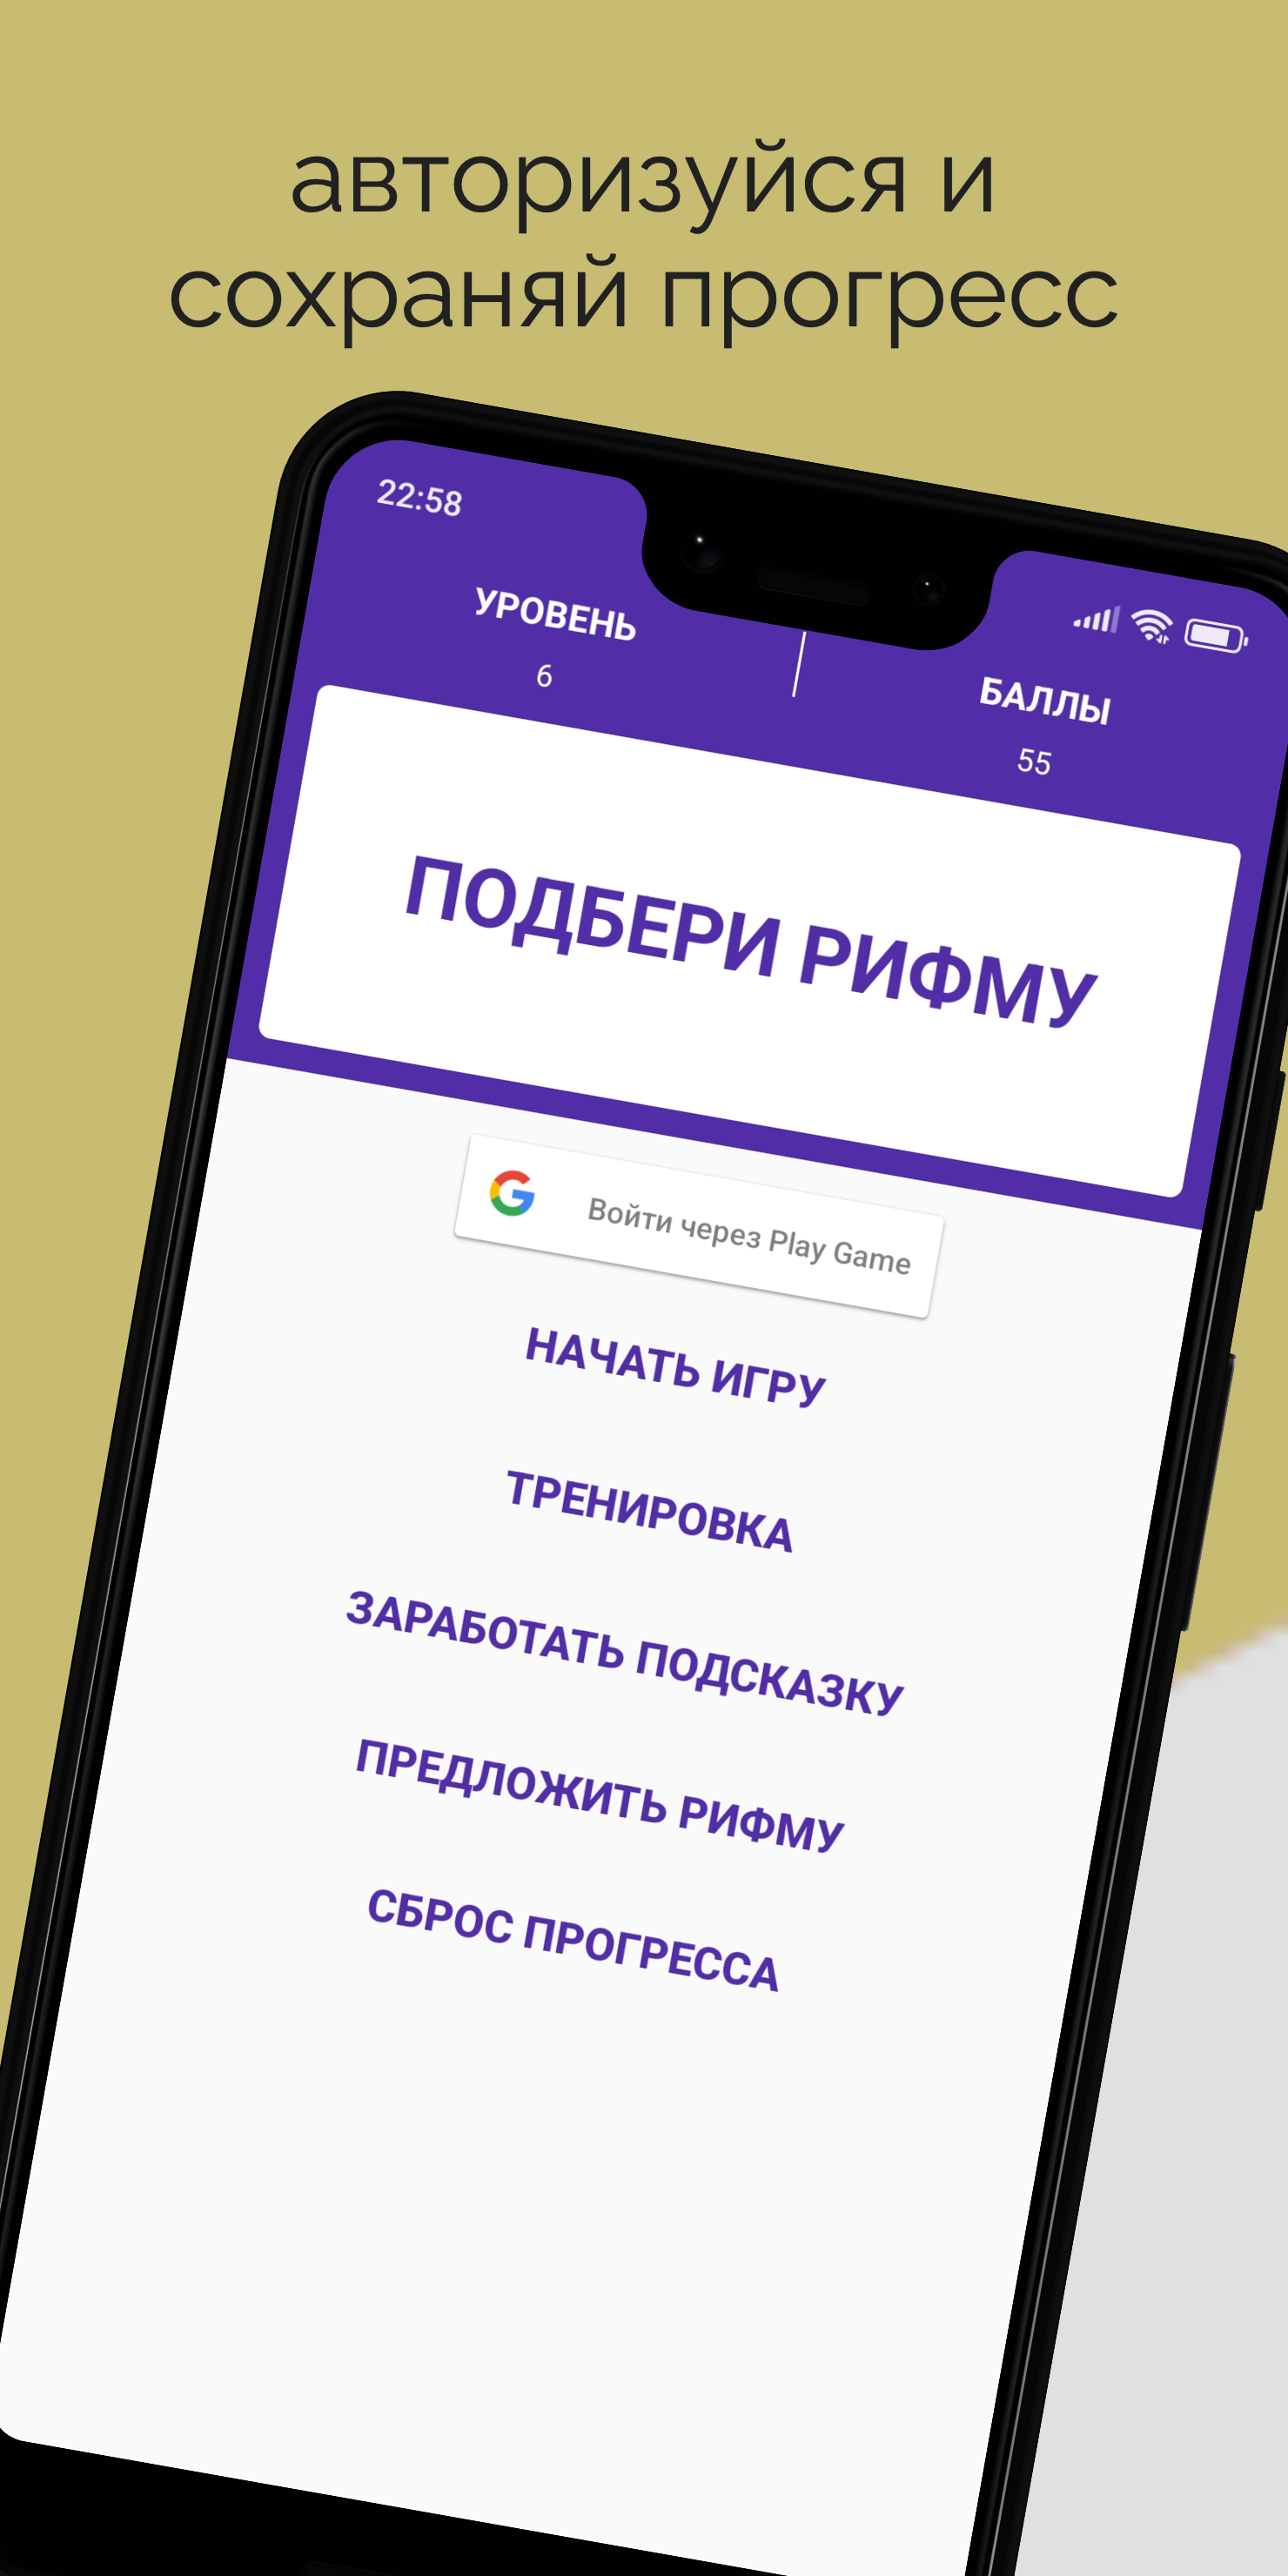 авторизуйся и
сохраняй прогресс
22:58
УРОВЕНЬ
6
БАЛЛЫ
55
ПОДБЕРИ РИФМУ
Войти через Play Game
НАЧАТЬ ИГРУ
ТРЕНИРОВКА
ЗАРАБОТАТЬ ПОДСКАЗКУ
ПРЕДЛОЖИТЬ РИФМУ
СБРОС ПРОГРЕССА